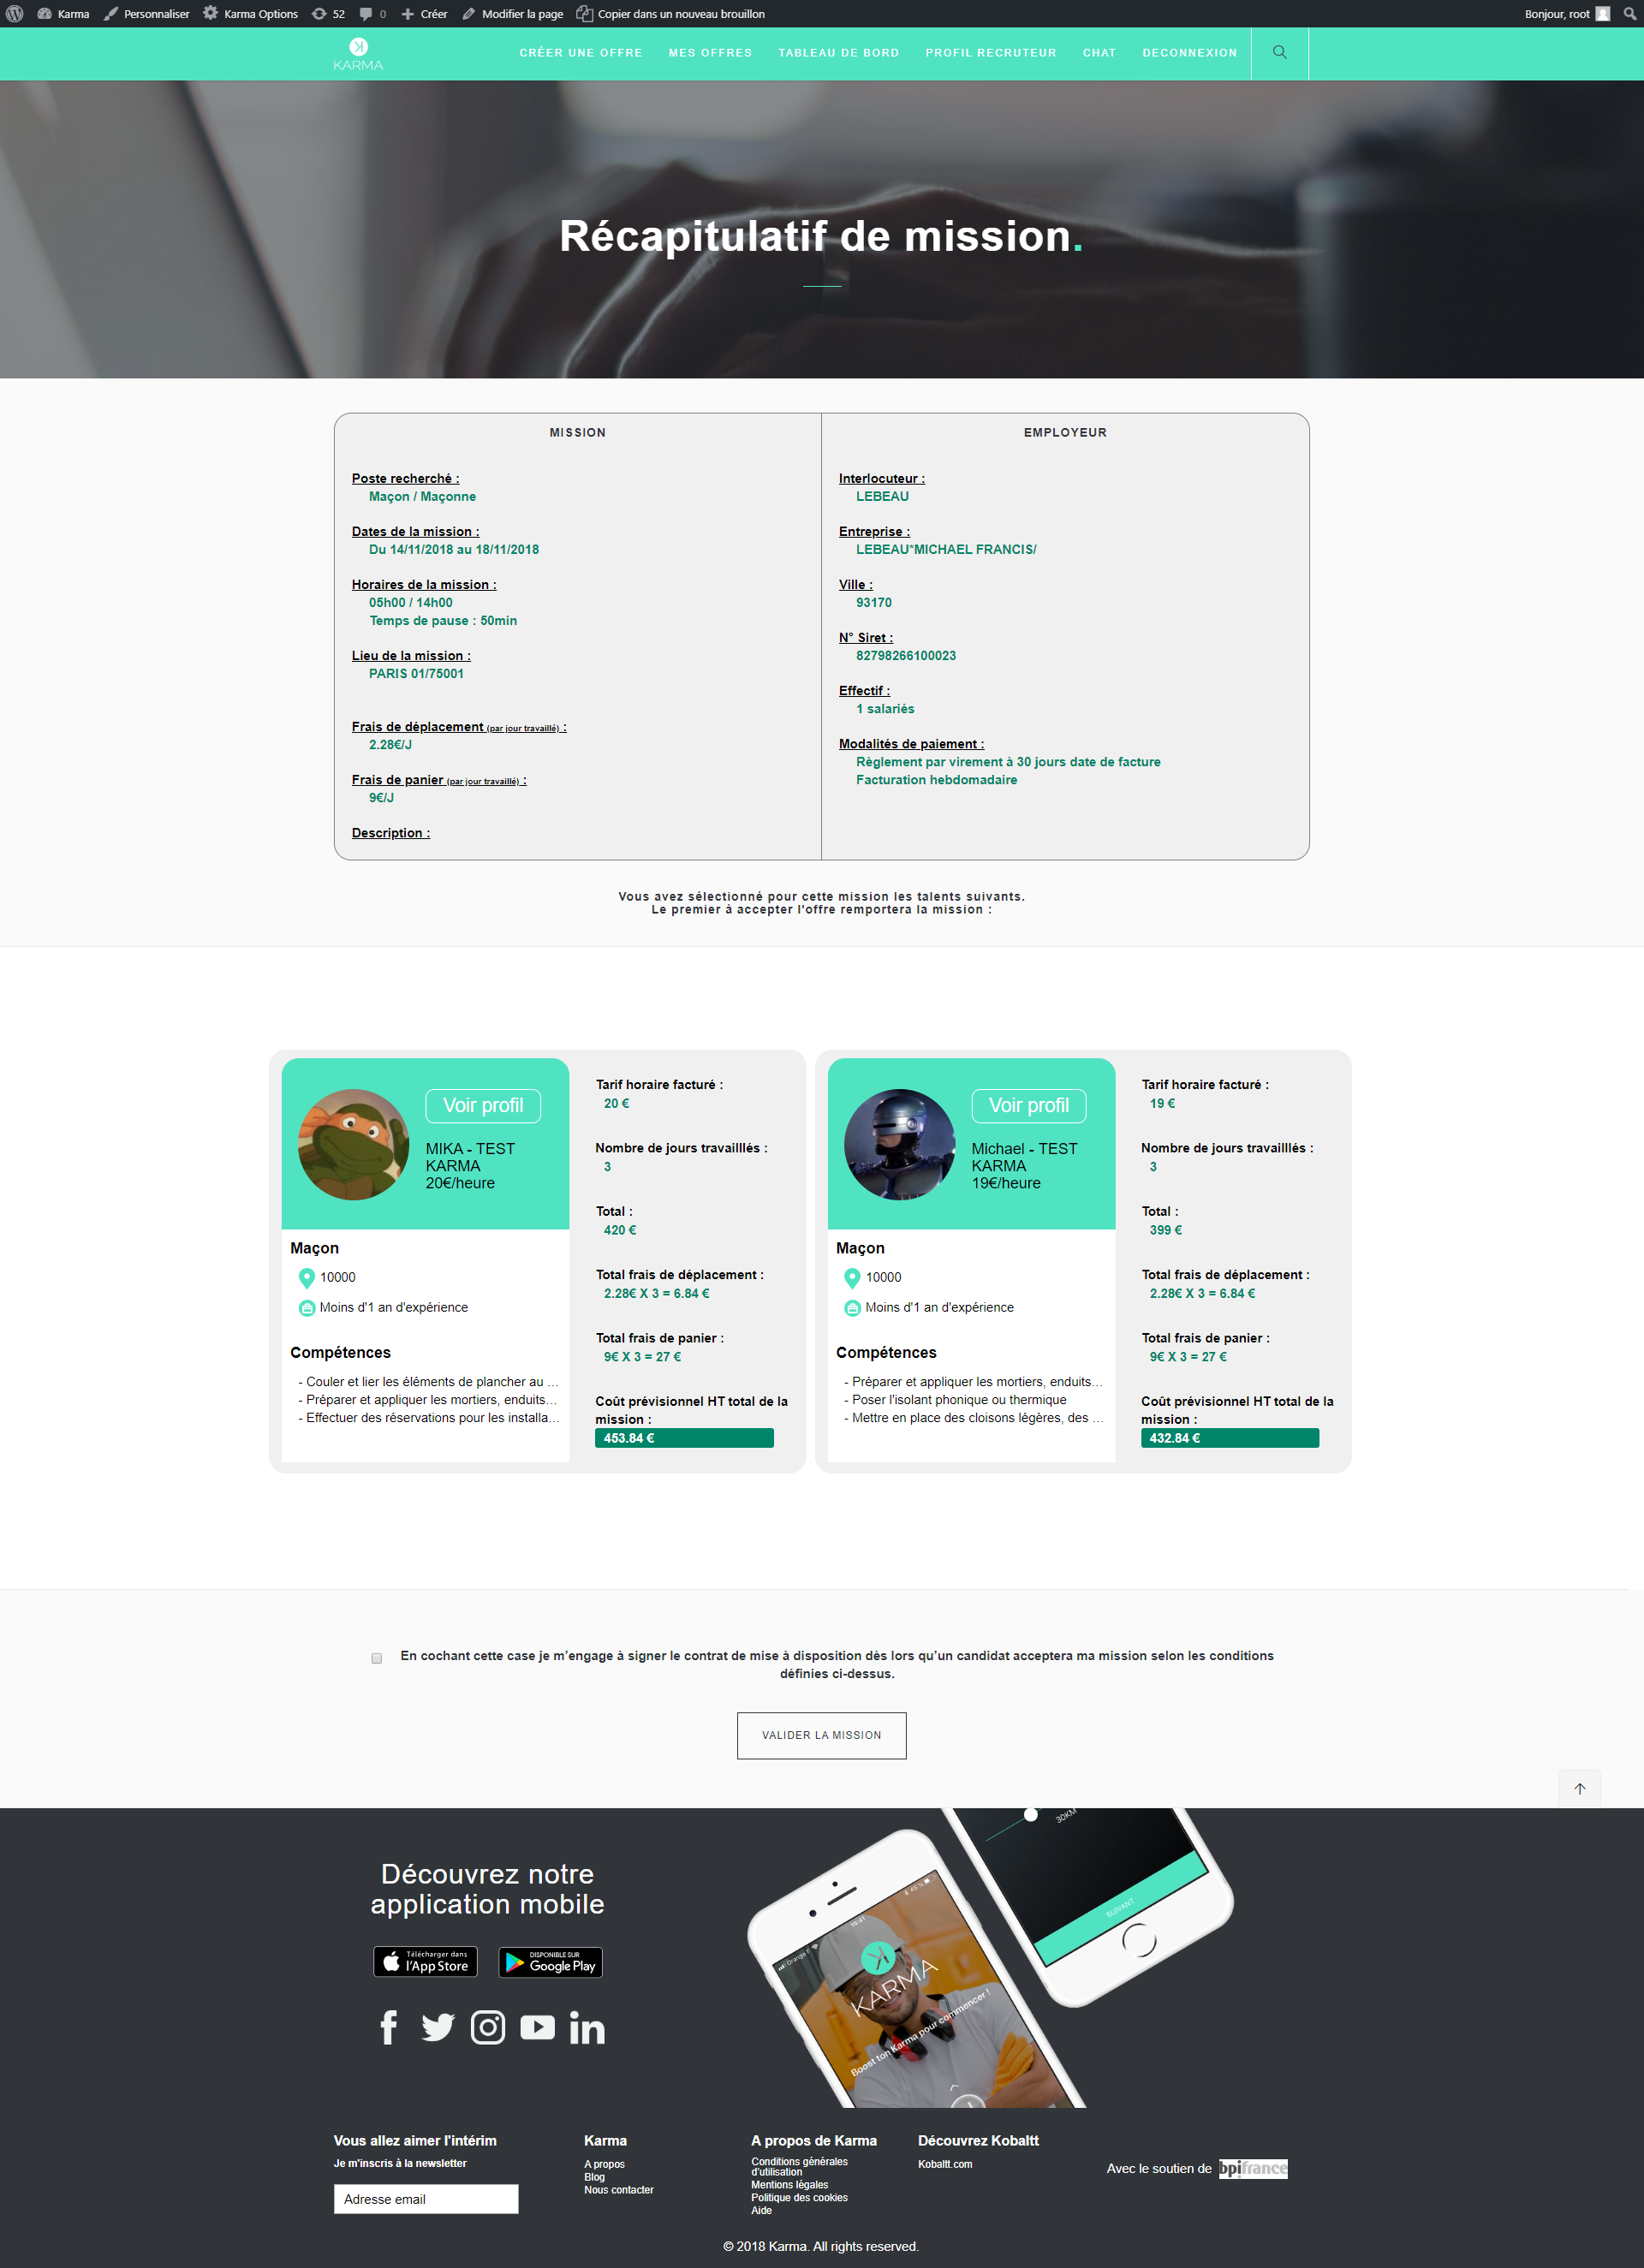 Karma Personnaliser Karma Options 52 0 Créer Modifier la page Copier dans un nouveau brouillon Bonjour, root
KARMA
CRÉER UNE OFFRE MES OFFRES TABLEAU DE BORD PROFIL RECRUTEUR CHAT DECONNEXION
Récapitulatif de mission.
MISSION
Poste recherché :
Maçon / Maçonne
Dates de la mission :
Du 14/11/2018 au 18/11/2018
Horaires de la mission :
05h00 / 14h00
Temps de pause : 50min
Lieu de la mission :
PARIS 01/75001
Frais de déplacement (par jour travaillé) :
2.28€/J
Frais de panier (par jour travaillé) :
9€/J
Description :
EMPLOYEUR
Interlocuteur :
LEBEAU
Entreprise :
LEBEAU*MICHAEL FRANCIS/
Ville :
93170
N° Siret :
82798266100023
Effectif :
1 salariés
Modalités de paiement :
Règlement par virement à 30 jours date de facture
Facturation hebdomadaire
Vous avez sélectionné pour cette mission les talents suivants.
Le premier à accepter l'offre remportera la mission :
Voir profil
MIKA - TEST
KARMA
20€/heure
Maçon
10000
Moins d'1 an d'expérience
Compétences
- Couler et lier les éléments de plancher au ...
- Préparer et appliquer les mortiers, enduits...
- Effectuer des réservations pour les installa...
Tarif horaire facturé :
20 €
Nombre de jours travailllés :
3
Total :
420 €
Total frais de déplacement :
2.28€ X 3 = 6.84 €
Total frais de panier :
9€ X 3 = 27 €
Coût prévisionnel HT total de la
mission :
453.84 €
Voir profil
Michael - TEST
KARMA
19€/heure
Maçon
10000
Moins d'1 an d'expérience
Compétences
- Préparer et appliquer les mortiers, enduits...
- Poser l'isolant phonique ou thermique
- Mettre en place des cloisons légères, des ...
Tarif horaire facturé :
19 €
Nombre de jours travailllés :
3
Total :
399 €
Total frais de déplacement :
2.28€ X 3 = 6.84 €
Total frais de panier :
9€ X 3 = 27 €
Coût prévisionnel HT total de la
mission :
432.84 €
En cochant cette case je m’engage à signer le contrat de mise à disposition dès lors qu’un candidat acceptera ma mission selon les conditions
définies ci-dessus.
VALIDER LA MISSION
Découvrez notre
application mobile
Télécharger dans
l'App Store
DISPONIBLE SUR
Google Play
30KM
SUIVANT
Orange F 16:41 45 %
KARMA
Boost ton Karma pour commencer !
Vous allez aimer l'intérim
Je m'inscris à la newsletter
Adresse email
Karma
A propos
Blog
Nous contacter
A propos de Karma
Conditions générales
d'utilisation
Mentions légales
Politique des cookies
Aide
Découvrez Kobaltt
Kobaltt.com
Avec le soutien de bpifrance
© 2018 Karma. All rights reserved.